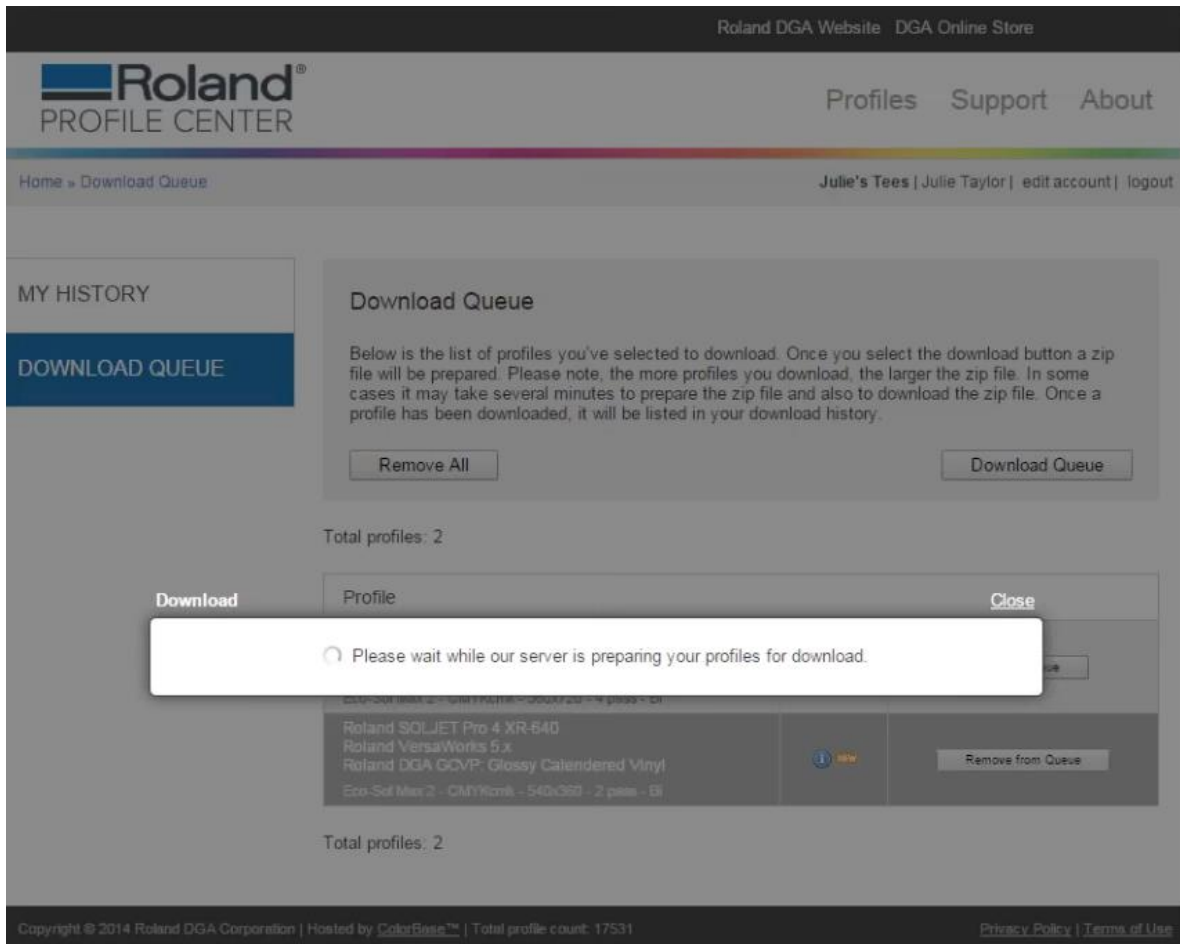 Roland DGA Website DGA Online Store
Roland®
PROFILE CENTER
Profiles Support About
Home » Download Queue
Julie's Tees | Julie Taylor | edit account | logout
MY HISTORY
DOWNLOAD QUEUE
Download Queue
Below is the list of profiles you've selected to download. Once you select the download button a zip
file will be prepared. Please note, the more profiles you download, the larger the zip file. In some
cases it may take several minutes to prepare the zip file and also to download the zip file. Once a
profile has been downloaded, it will be listed in your download history.
Remove All
Download Queue
Total profiles: 2
Profile
Download
Close
Please wait while our server is preparing your profiles for download.
Roland SOLJET Pro 4 XR-640
Roland VersaWorks 5.x
Roland DGA GCVP: Glossy Calendered Vinyl
Eco-Sol Max 2 - CMYKcmk - 540x360 - 2 pass - Bi
NEW
Remove from Queue
Total profiles: 2
Copyright © 2014 Roland DGA Corporation | Hosted by ColorBase™ | Total profile count: 17531
Privacy Policy | Terms of Use